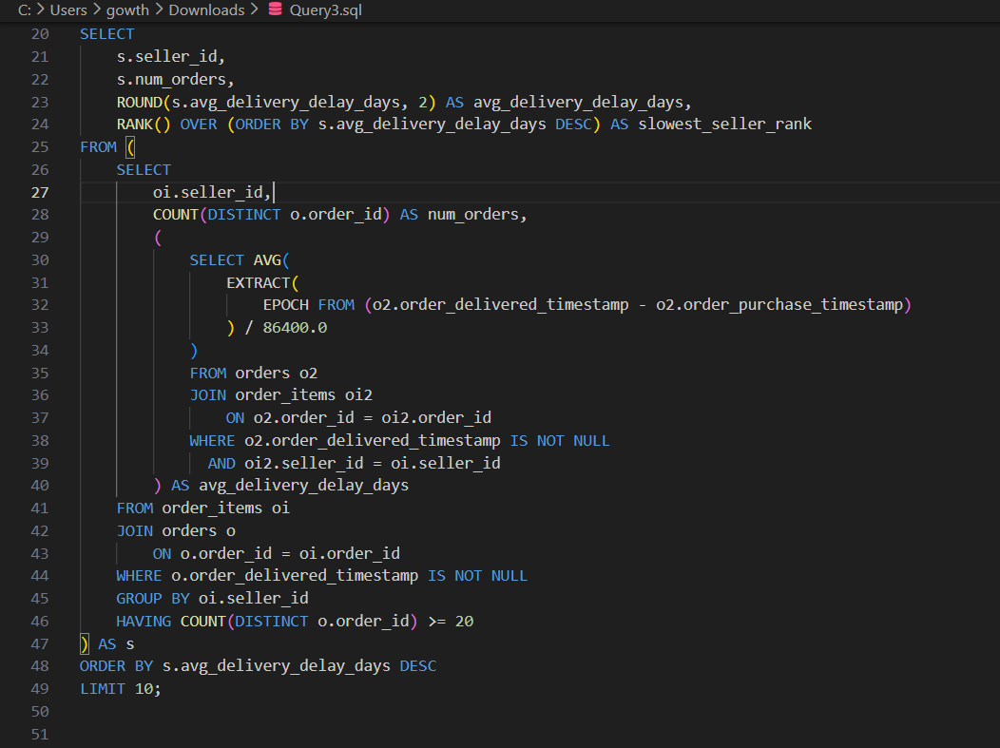 C: > Users > gowth > Downloads > Query3.sql
20 SELECT
21     s.seller_id,
22     s.num_orders,
23     ROUND(s.avg_delivery_delay_days, 2) AS avg_delivery_delay_days,
24     RANK() OVER (ORDER BY s.avg_delivery_delay_days DESC) AS slowest_seller_rank
25 FROM (
26     SELECT
27         oi.seller_id,
28         COUNT(DISTINCT o.order_id) AS num_orders,
29         (
30             SELECT AVG(
31                 EXTRACT(
32                     EPOCH FROM (o2.order_delivered_timestamp - o2.order_purchase_timestamp)
33                 ) / 86400.0
34             )
35             FROM orders o2
36             JOIN order_items oi2
37                 ON o2.order_id = oi2.order_id
38             WHERE o2.order_delivered_timestamp IS NOT NULL
39               AND oi2.seller_id = oi.seller_id
40         ) AS avg_delivery_delay_days
41     FROM order_items oi
42     JOIN orders o
43         ON o.order_id = oi.order_id
44     WHERE o.order_delivered_timestamp IS NOT NULL
45     GROUP BY oi.seller_id
46     HAVING COUNT(DISTINCT o.order_id) >= 20
47 ) AS s
48 ORDER BY s.avg_delivery_delay_days DESC
49 LIMIT 10;
50
51